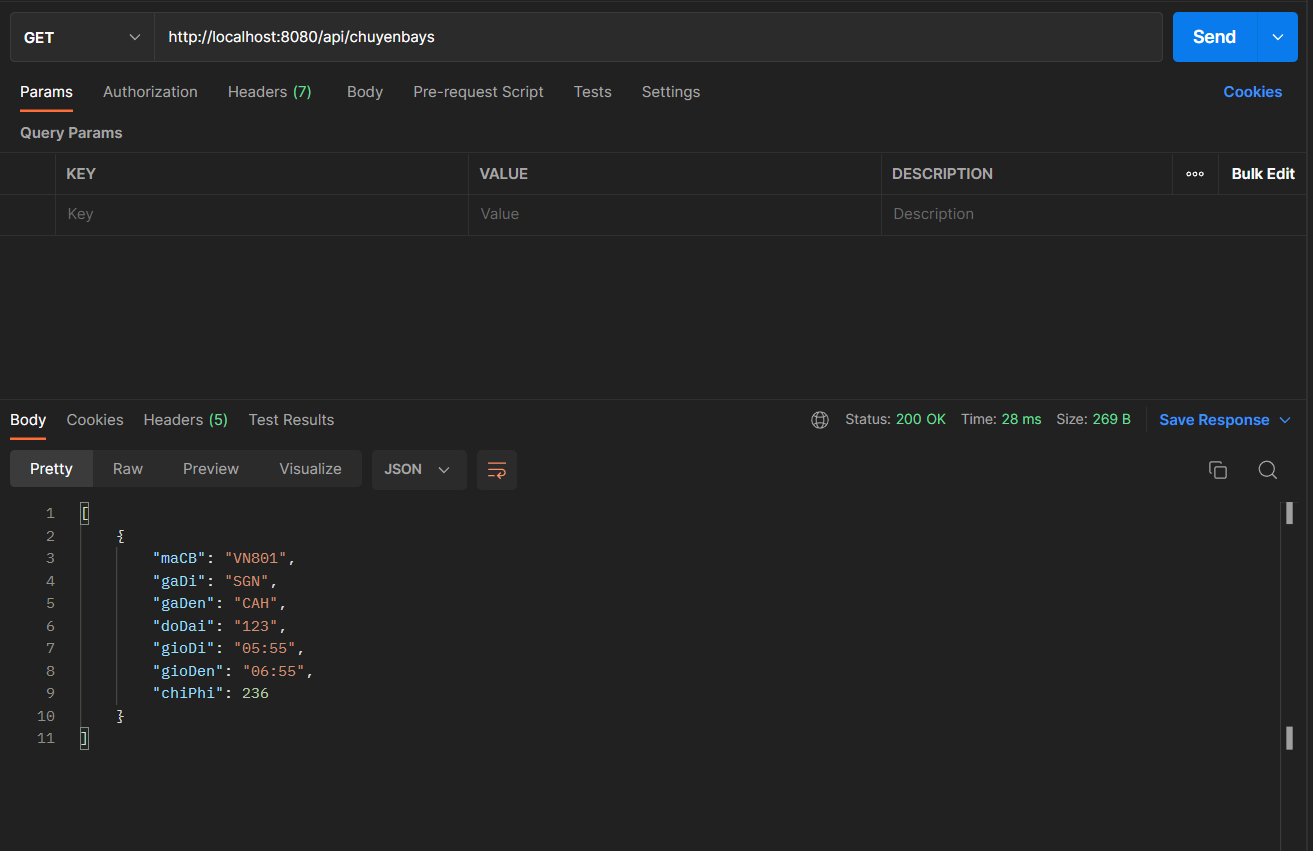 GET http://localhost:8080/api/chuyenbays Send
Params Authorization Headers (7) Body Pre-request Script Tests Settings Cookies
Query Params
KEY VALUE DESCRIPTION ooo Bulk Edit
Key Value Description
Body Cookies Headers (5) Test Results Status: 200 OK Time: 28 ms Size: 269 B Save Response
Pretty Raw Preview Visualize JSON
1 [
2 {
3 "maCB": "VN801",
4 "gaDi": "SGN",
5 "gaDen": "CAH",
6 "doDai": "123",
7 "gioDi": "05:55",
8 "gioDen": "06:55",
9 "chiPhi": 236
10 }
11 ]